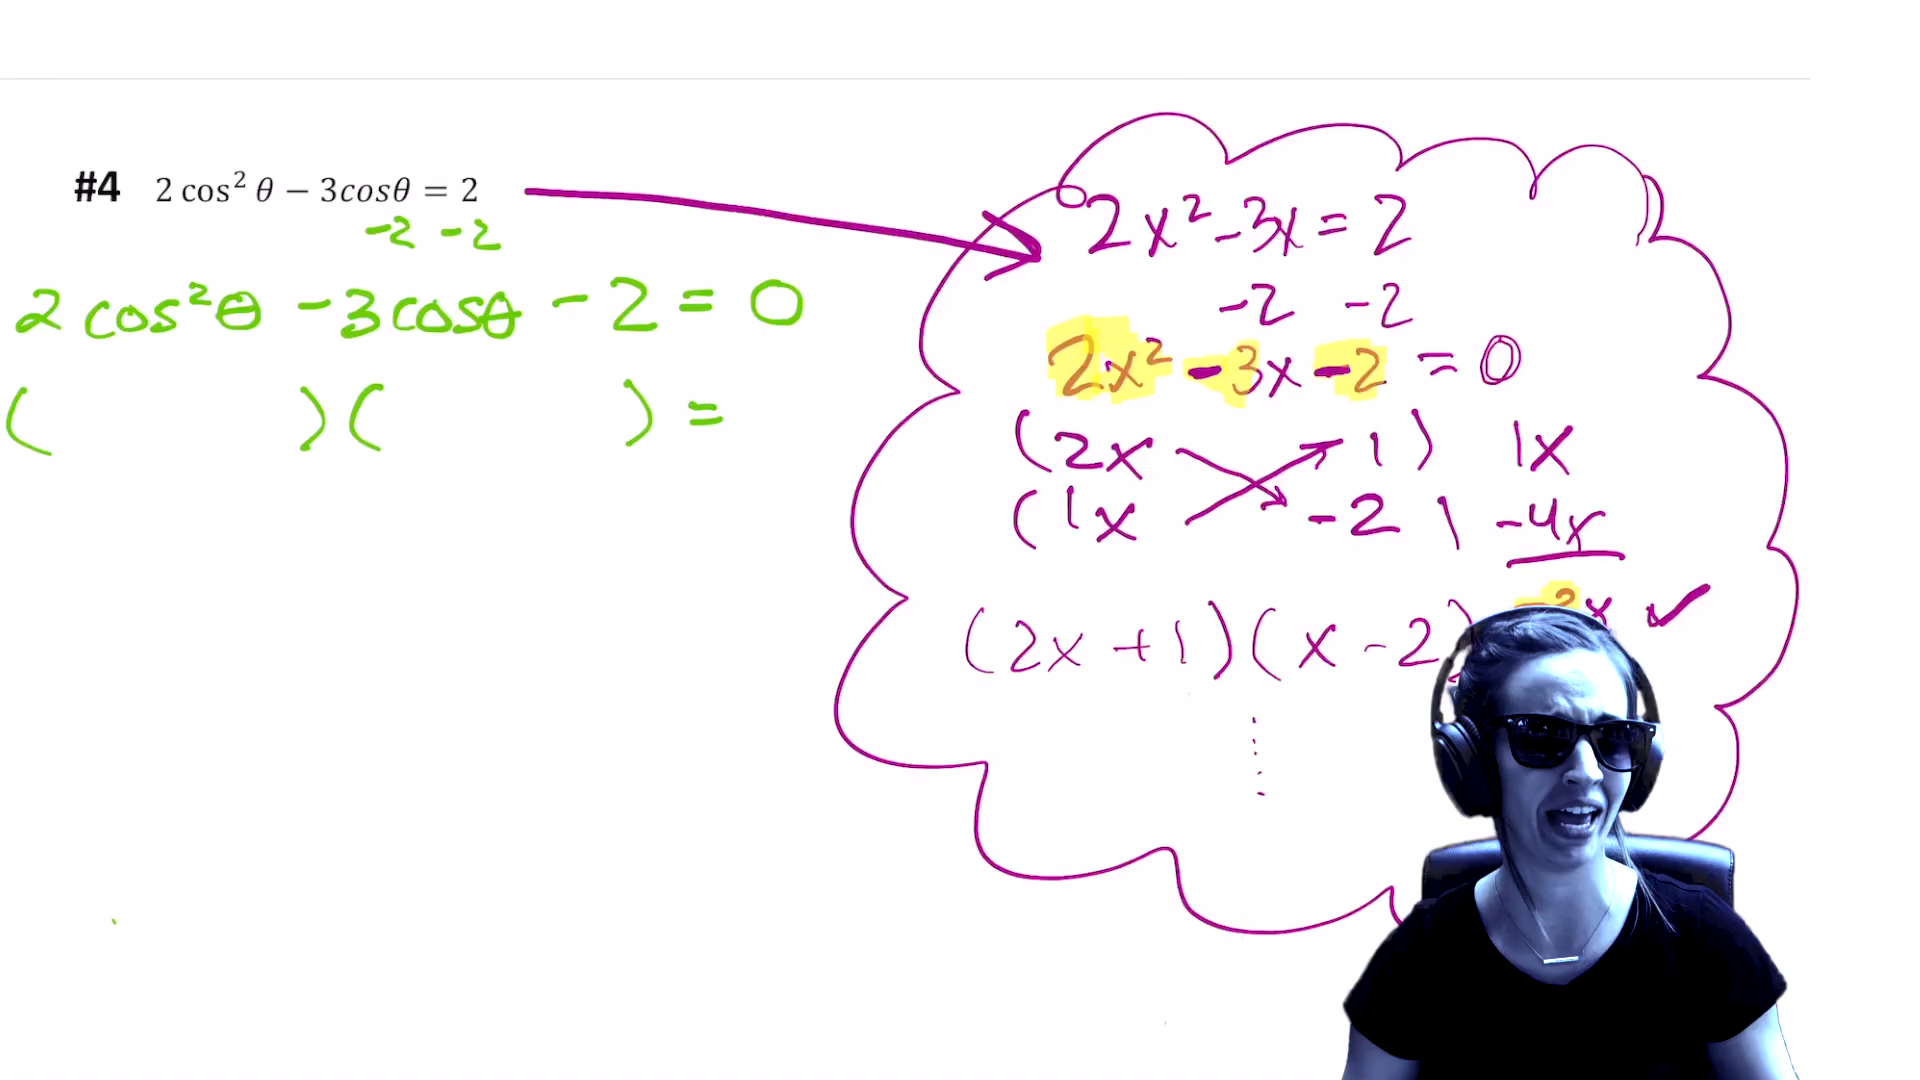 #4 2 cos² θ − 3cosθ = 2
-2 -2
2 cos²θ - 3 cosθ - 2 = 0
( )( ) =
2x² - 3x = 2
-2 -2
2x² - 3x - 2 = 0
(2x 1) 1x
(1x -2) -4x
(2x + 1)(x - 2) x ✓